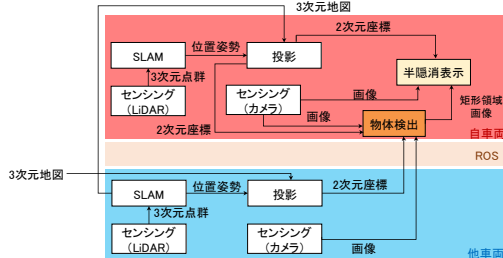 3次元地図
2次元座標
SLAM
位置姿勢
投影
半隠消表示
3次元点群
センシング
(LiDAR)
センシング
(カメラ)
画像
矩形領域
画像
画像
物体検出
2次元座標
自車両
ROS
3次元地図
SLAM
位置姿勢
投影
2次元座標
3次元点群
センシング
(LiDAR)
センシング
(カメラ)
画像
他車両